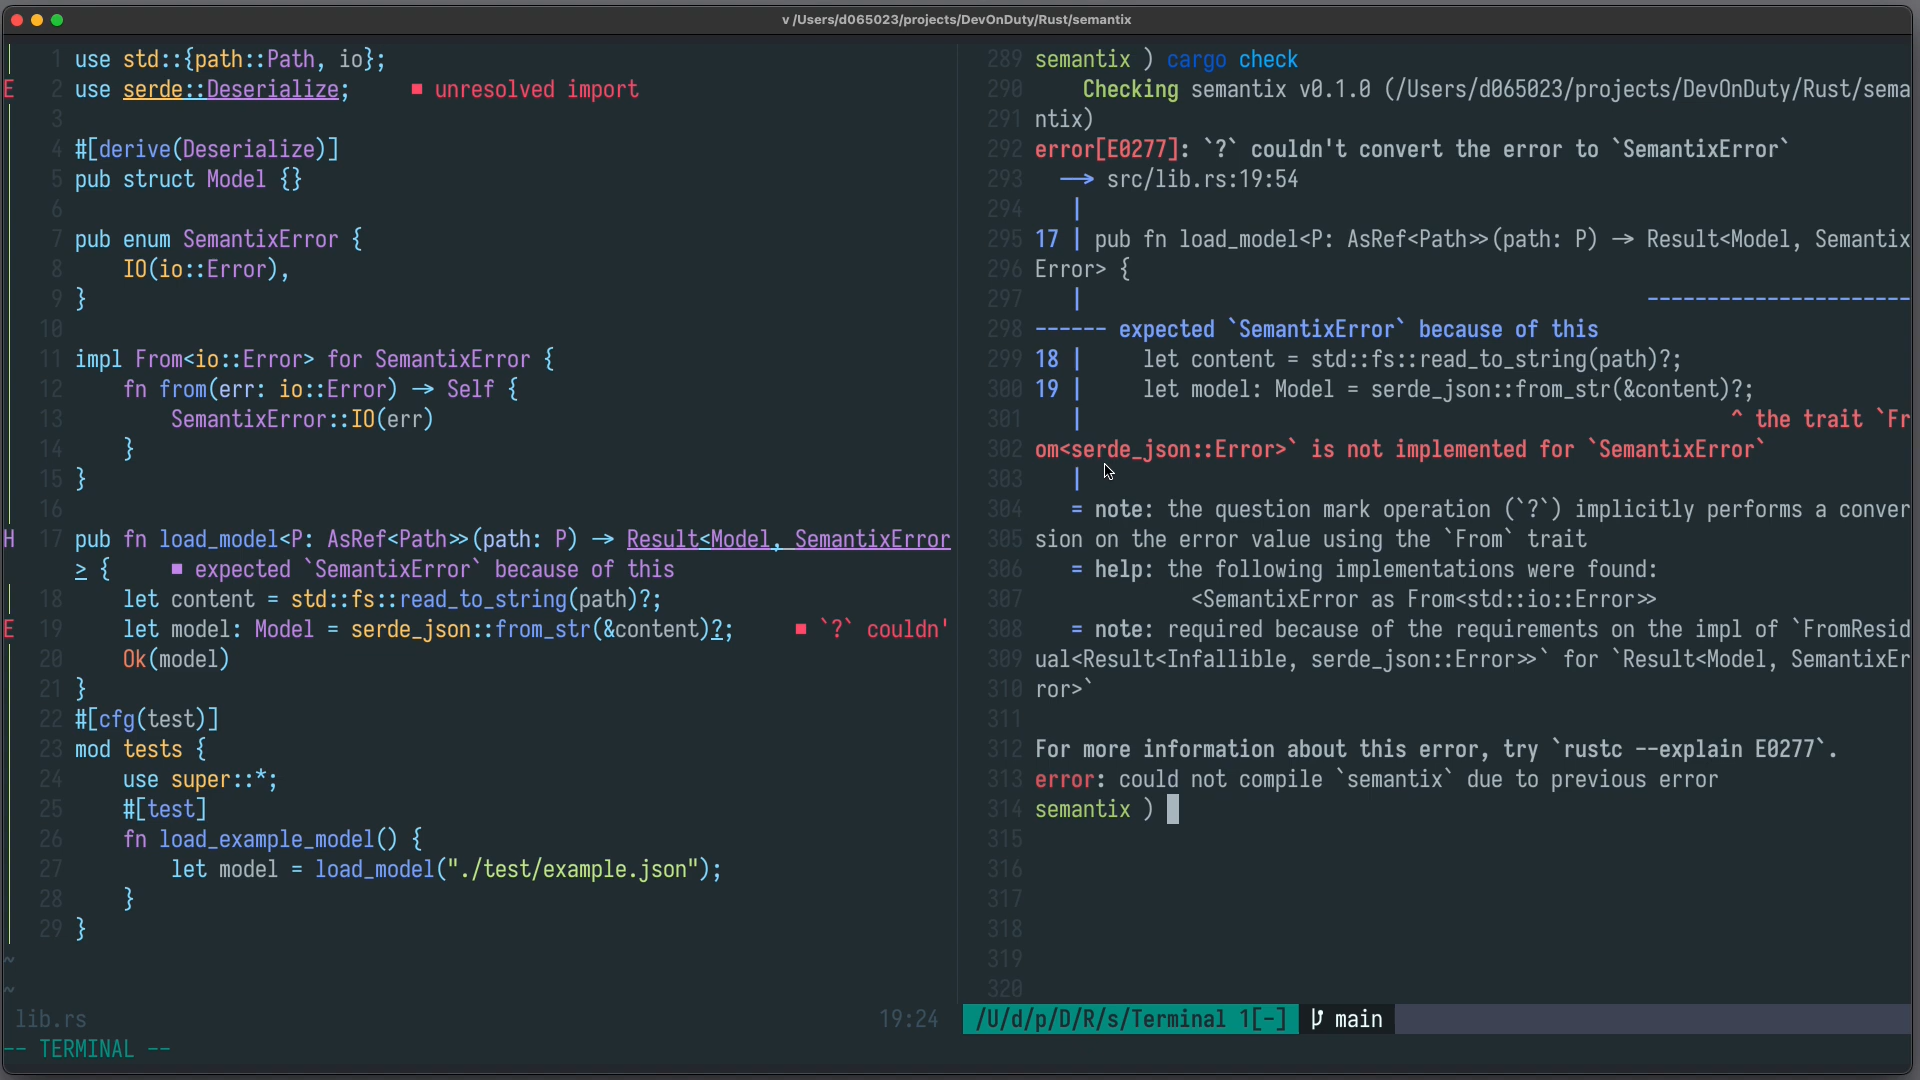 v /Users/d065023/projects/DevOnDuty/Rust/semantix
1 use std::{path::Path, io};
E 2 use serde::Deserialize; ■ unresolved import
3
4 #[derive(Deserialize)]
5 pub struct Model {}
6
7 pub enum SemantixError {
8 IO(io::Error),
9 }
10
11 impl From<io::Error> for SemantixError {
12 fn from(err: io::Error) → Self {
13 SemantixError::IO(err)
14 }
15 }
16
H 17 pub fn load_model<P: AsRef<Path>>(path: P) → Result<Model, SemantixError
> { ■ expected `SemantixError` because of this
18 let content = std::fs::read_to_string(path)?;
E 19 let model: Model = serde_json::from_str(&content)?; ■ `?` couldn'
20 Ok(model)
21 }
22 #[cfg(test)]
23 mod tests {
24 use super::*;
25 #[test]
26 fn load_example_model() {
27 let model = load_model("./test/example.json");
28 }
29 }
~
~
lib.rs 19:24
-- TERMINAL --
289 semantix ) cargo check
290 Checking semantix v0.1.0 (/Users/d065023/projects/DevOnDuty/Rust/sema
291 ntix)
292 error[E0277]: `?` couldn't convert the error to `SemantixError`
293 --> src/lib.rs:19:54
294 |
295 17 | pub fn load_model<P: AsRef<Path>>(path: P) → Result<Model, Semantix
296 Error> {
297 | ----------------------
298 ------ expected `SemantixError` because of this
299 18 | let content = std::fs::read_to_string(path)?;
300 19 | let model: Model = serde_json::from_str(&content)?;
301 | ^ the trait `Fr
302 om<serde_json::Error>` is not implemented for `SemantixError`
303 |
304 = note: the question mark operation (`?`) implicitly performs a conver
305 sion on the error value using the `From` trait
306 = help: the following implementations were found:
307 <SemantixError as From<std::io::Error>>
308 = note: required because of the requirements on the impl of `FromResid
309 ual<Result<Infallible, serde_json::Error>>` for `Result<Model, SemantixEr
310 ror>`
311
312 For more information about this error, try `rustc --explain E0277`.
313 error: could not compile `semantix` due to previous error
314 semantix )
315
316
317
318
319
320
/U/d/p/D/R/s/Terminal 1[-] main